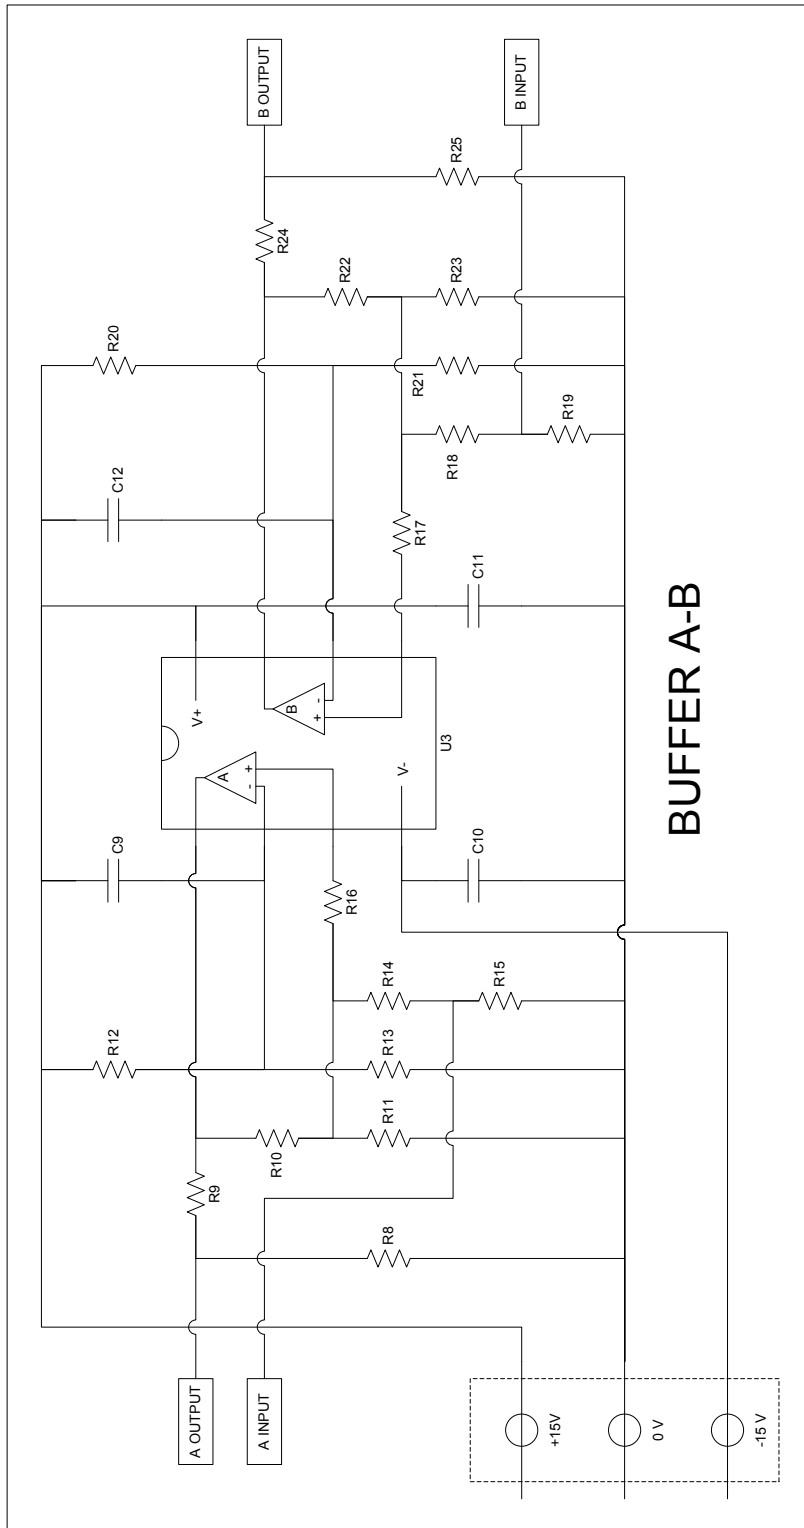 B OUTPUT
B INPUT
R25
R24
R22
R23
R20
R21
R19
R18
C12
R17
C11
V+
B
+
-
U3
A
-
+
V-
C9
C10
R16
R14
R15
R12
R13
R11
R10
R9
R8
A OUTPUT
A INPUT
+15V
0 V
-15 V
BUFFER A-B